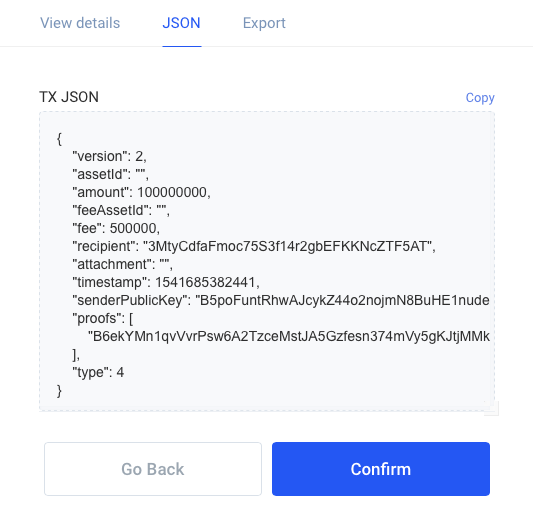 View details JSON Export
TX JSON Copy
{
"version": 2,
"assetId": "",
"amount": 100000000,
"feeAssetId": "",
"fee": 500000,
"recipient": "3MtyCdfaFmoc75S3f14r2gbEFKKNcZTF5AT",
"attachment": "",
"timestamp": 1541685382441,
"senderPublicKey": "B5poFuntRhwAJcykZ44o2nojmN8BuHE1nude
"proofs": [
"B6ekYMn1qvVvrPsw6A2TzceMstJA5Gzfesn374mVy5gKJtjMMk
],
"type": 4
}
Go Back Confirm